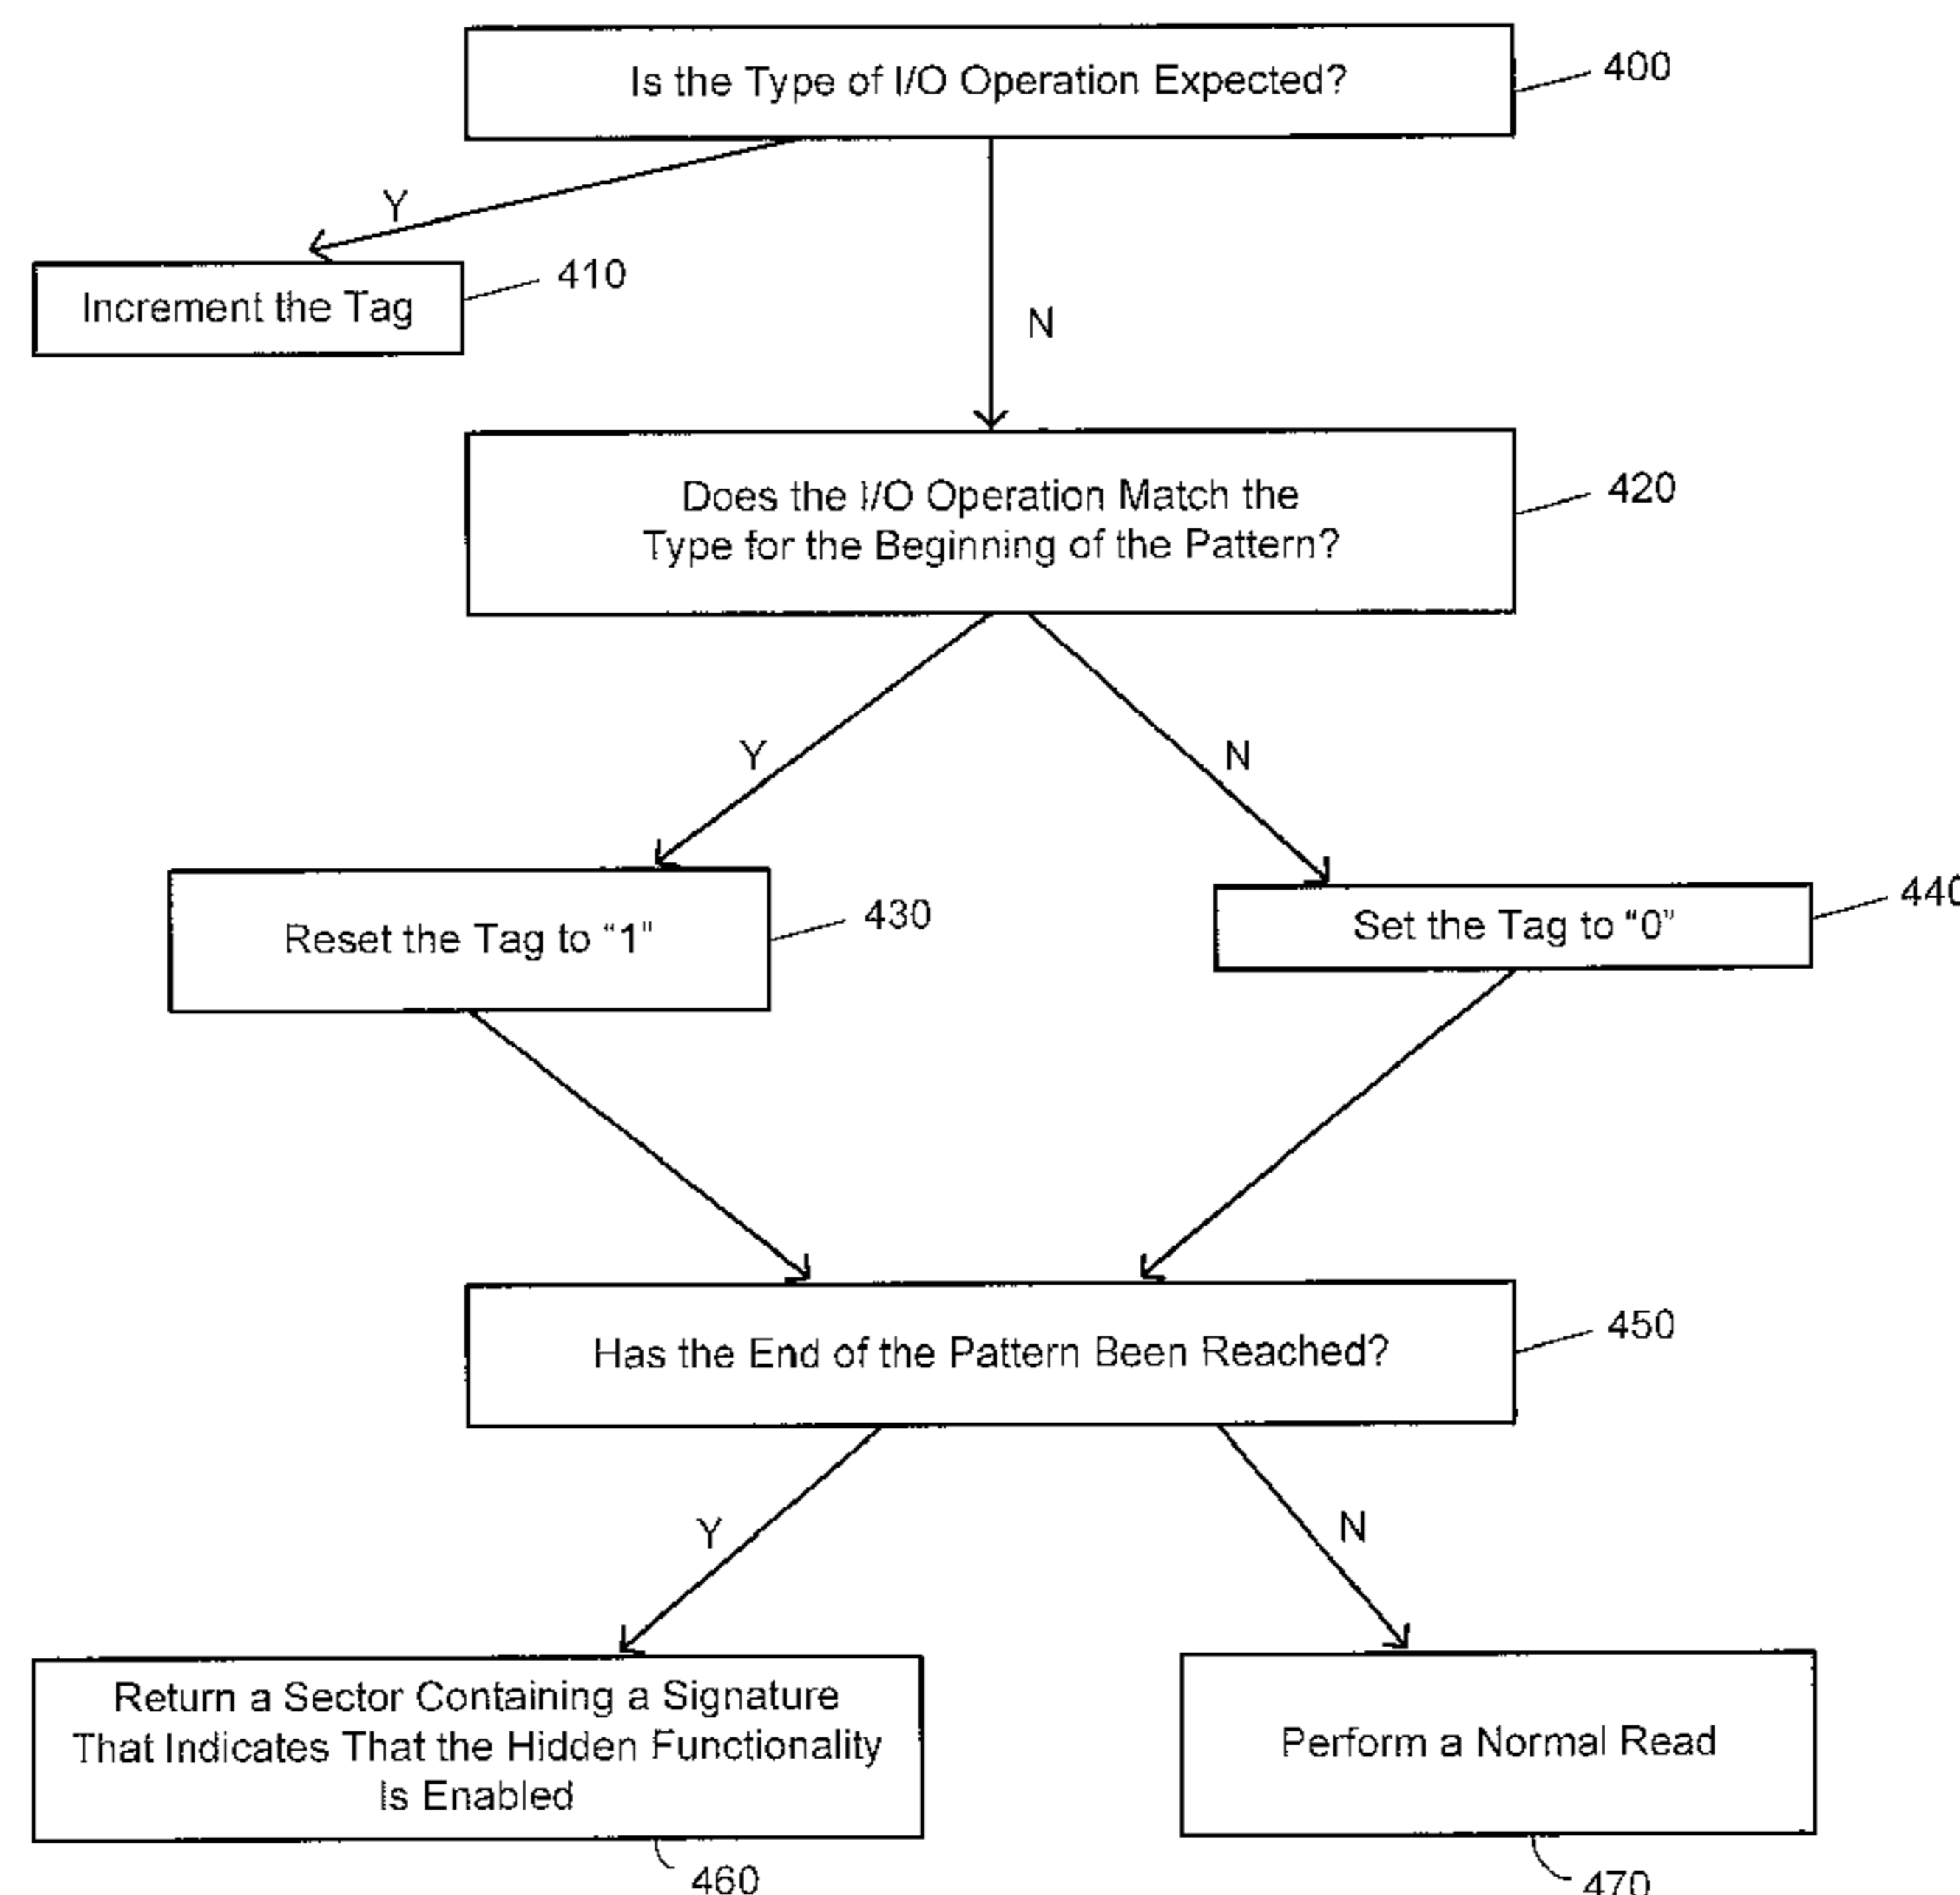 Is the Type of I/O Operation Expected?
400
Y
Increment the Tag
410
N
Does the I/O Operation Match the
Type for the Beginning of the Pattern?
420
Y
N
Reset the Tag to “1”
430
Set the Tag to “0”
440
Has the End of the Pattern Been Reached?
450
Y
N
Return a Sector Containing a Signature
That Indicates That the Hidden Functionality
Is Enabled
460
Perform a Normal Read
470